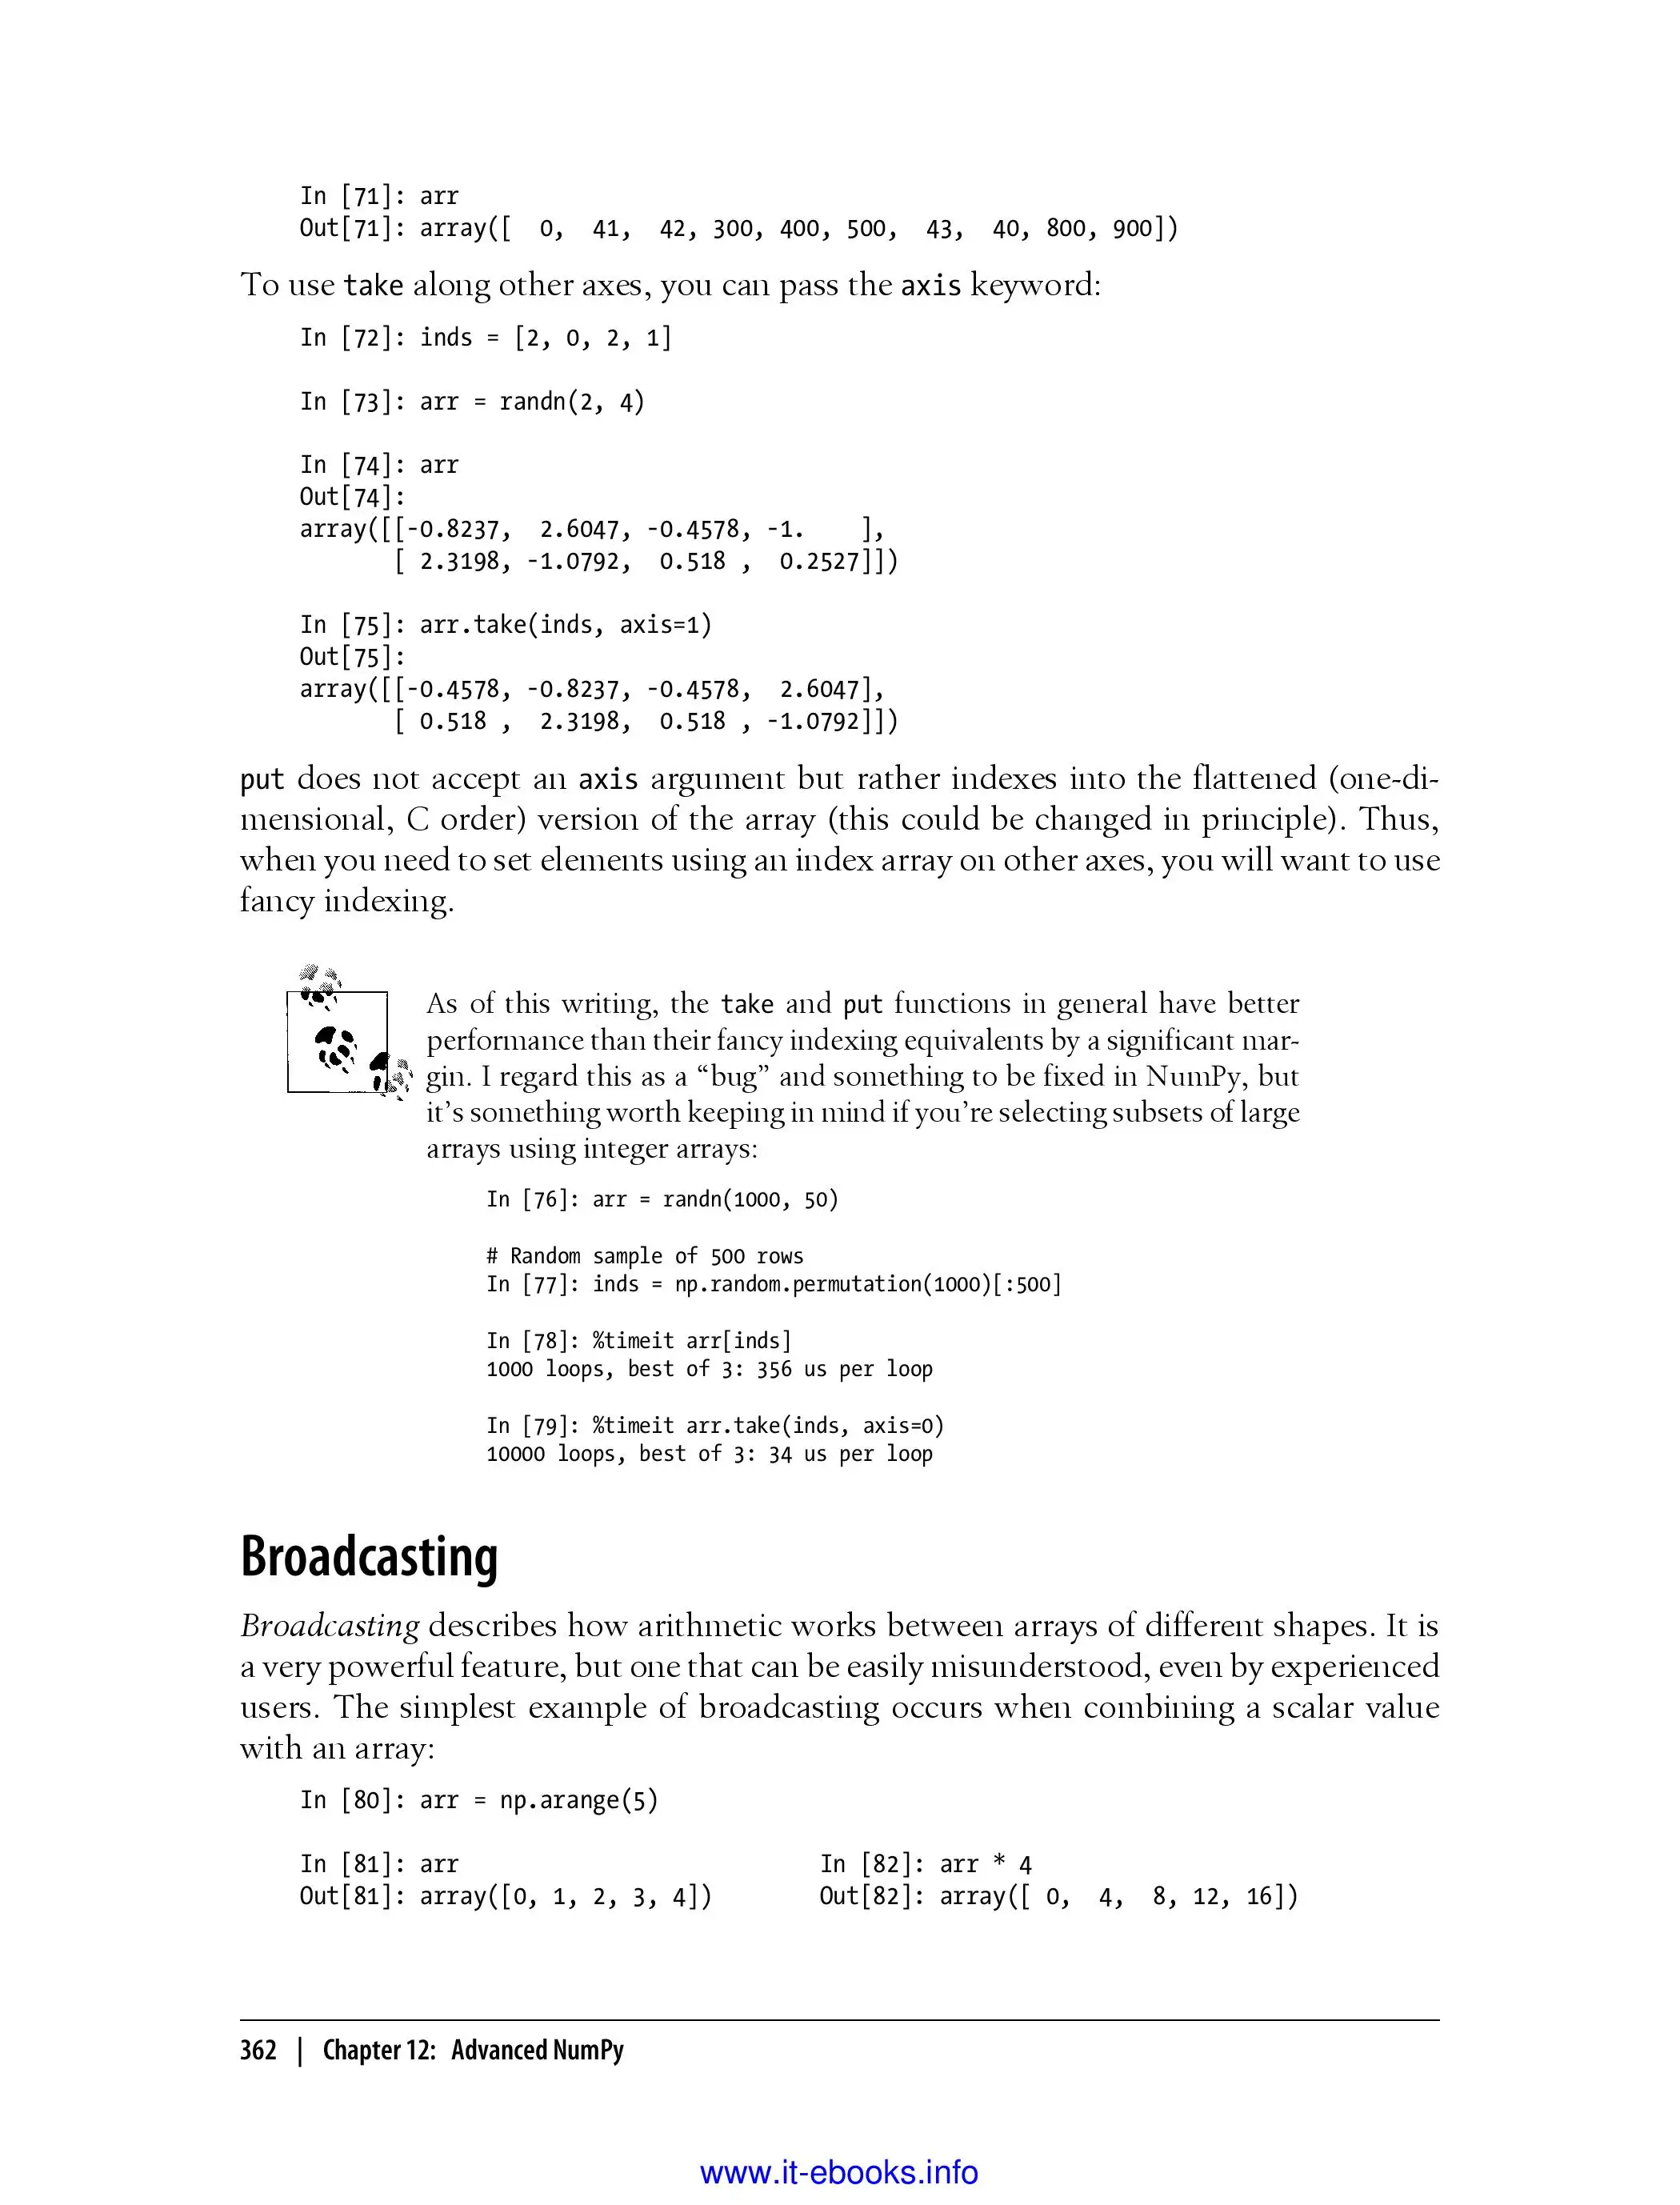 In [71]: arr
Out[71]: array([  0,  41,  42, 300, 400, 500,  43,  40, 800, 900])
To use take along other axes, you can pass the axis keyword:
In [72]: inds = [2, 0, 2, 1]
In [73]: arr = randn(2, 4)
In [74]: arr
Out[74]:
array([[-0.8237,  2.6047, -0.4578, -1.    ],
       [ 2.3198, -1.0792,  0.518 ,  0.2527]])
In [75]: arr.take(inds, axis=1)
Out[75]:
array([[-0.4578, -0.8237, -0.4578,  2.6047],
       [ 0.518 ,  2.3198,  0.518 , -1.0792]])
put does not accept an axis argument but rather indexes into the flattened (one-di-
mensional, C order) version of the array (this could be changed in principle). Thus,
when you need to set elements using an index array on other axes, you will want to use
fancy indexing.
As of this writing, the take and put functions in general have better
performance than their fancy indexing equivalents by a significant mar-
gin. I regard this as a “bug” and something to be fixed in NumPy, but
it’s something worth keeping in mind if you’re selecting subsets of large
arrays using integer arrays:
In [76]: arr = randn(1000, 50)
# Random sample of 500 rows
In [77]: inds = np.random.permutation(1000)[:500]
In [78]: %timeit arr[inds]
1000 loops, best of 3: 356 us per loop
In [79]: %timeit arr.take(inds, axis=0)
10000 loops, best of 3: 34 us per loop
Broadcasting
Broadcasting describes how arithmetic works between arrays of different shapes. It is
a very powerful feature, but one that can be easily misunderstood, even by experienced
users. The simplest example of broadcasting occurs when combining a scalar value
with an array:
In [80]: arr = np.arange(5)
In [81]: arr                           In [82]: arr * 4
Out[81]: array([0, 1, 2, 3, 4])        Out[82]: array([ 0,  4,  8, 12, 16])
362 | Chapter 12: Advanced NumPy
www.it-ebooks.info